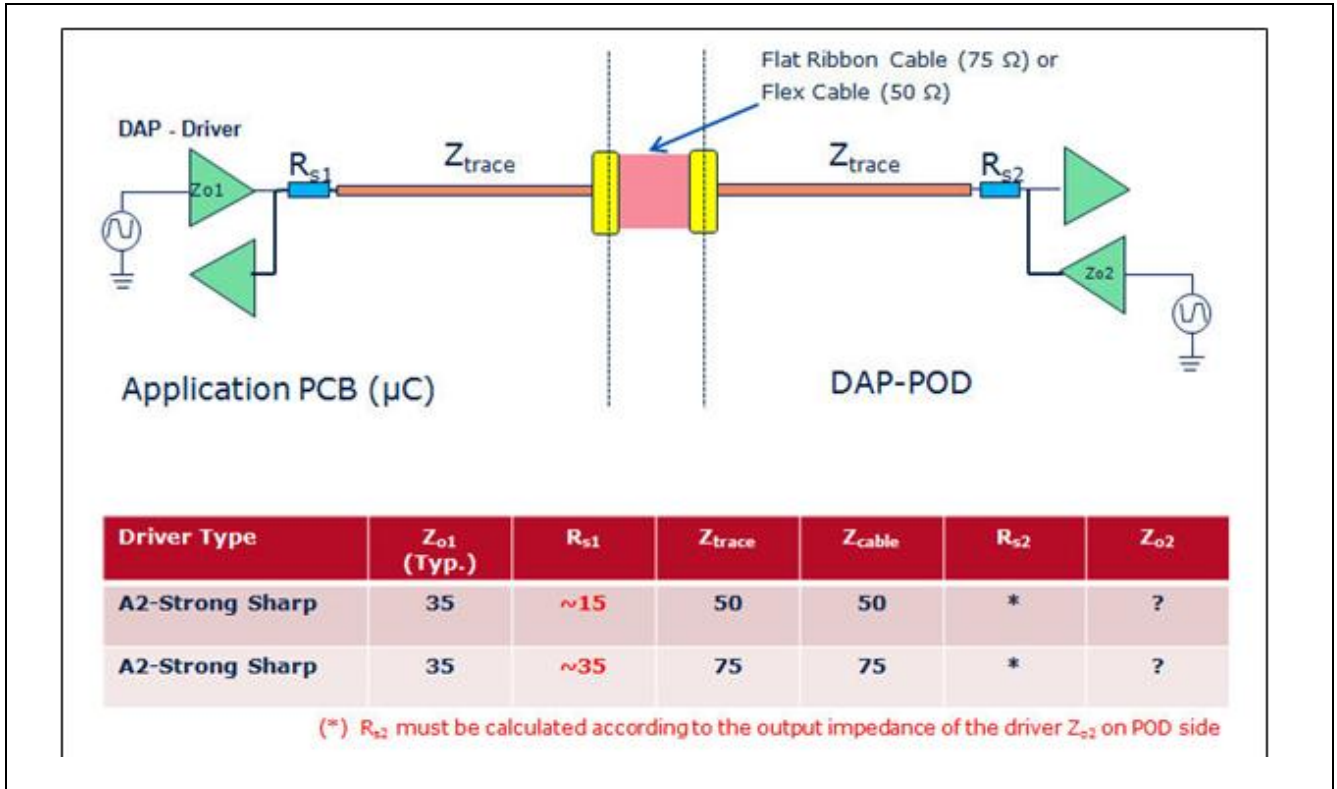 Flat Ribbon Cable (75 Ω) or
Flex Cable (50 Ω)
DAP - Driver
Zo1
Rs1
Ztrace
Ztrace
Rs2
Zo2
Application PCB (µC)
DAP-POD
Driver Type Zo1 (Typ.) Rs1 Ztrace Zcable Rs2 Zo2
A2-Strong Sharp 35 ~15 50 50 * ?
A2-Strong Sharp 35 ~35 75 75 * ?
(*) Rs2 must be calculated according to the output impedance of the driver Zo2 on POD side